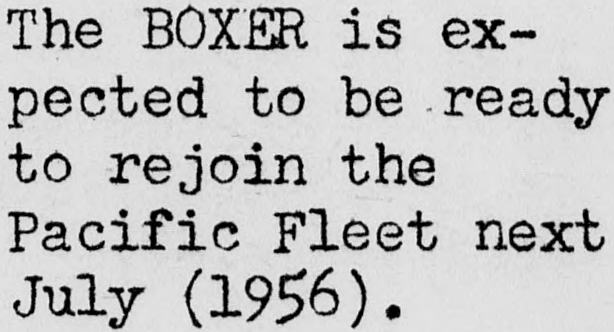 The BOXER is ex-
pected to be ready
to rejoin the
Pacific Fleet next
July (1956).